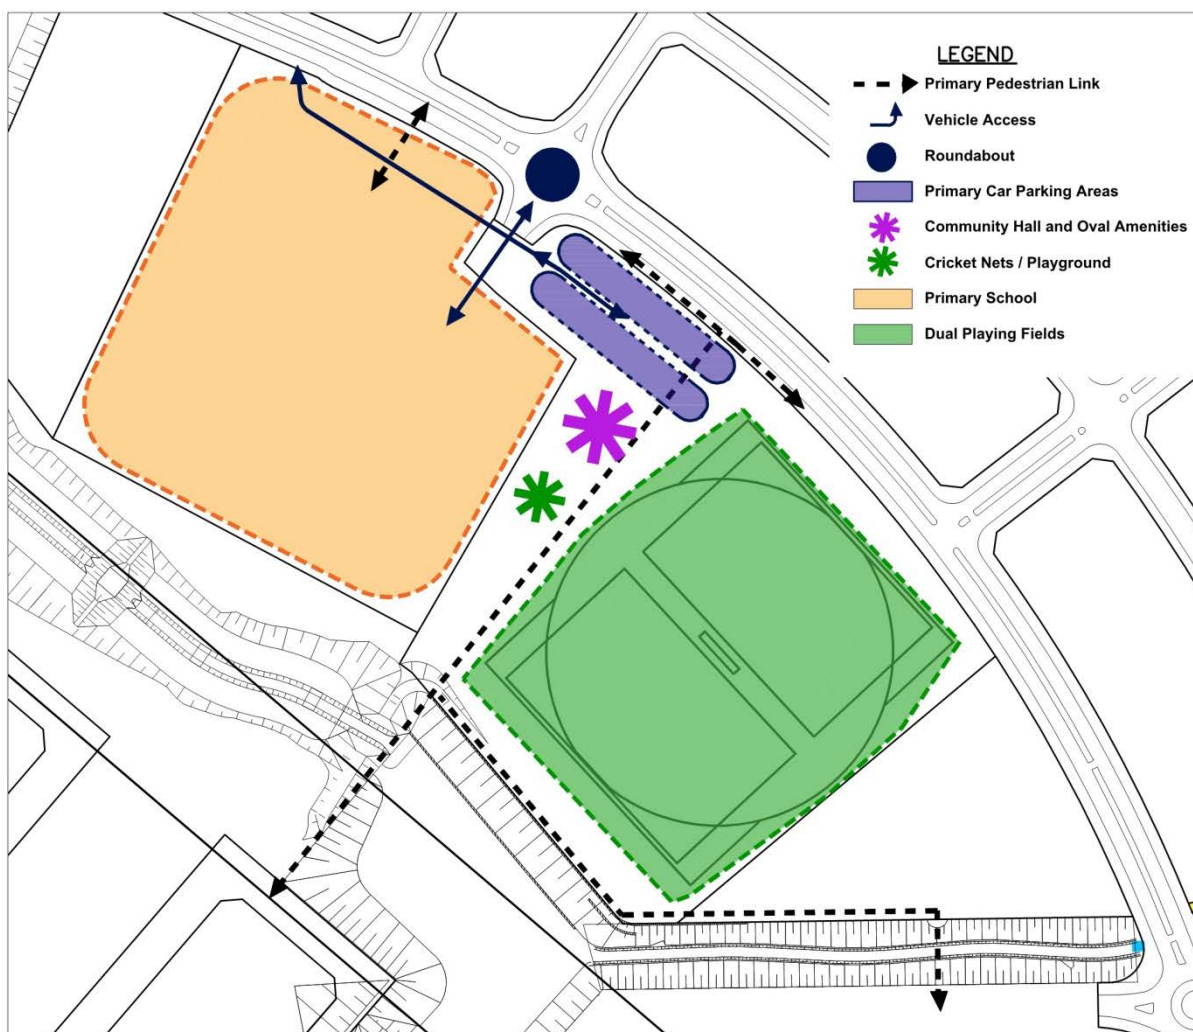 LEGEND
Primary Pedestrian Link
Vehicle Access
Roundabout
Primary Car Parking Areas
Community Hall and Oval Amenities
Cricket Nets / Playground
Primary School
Dual Playing Fields